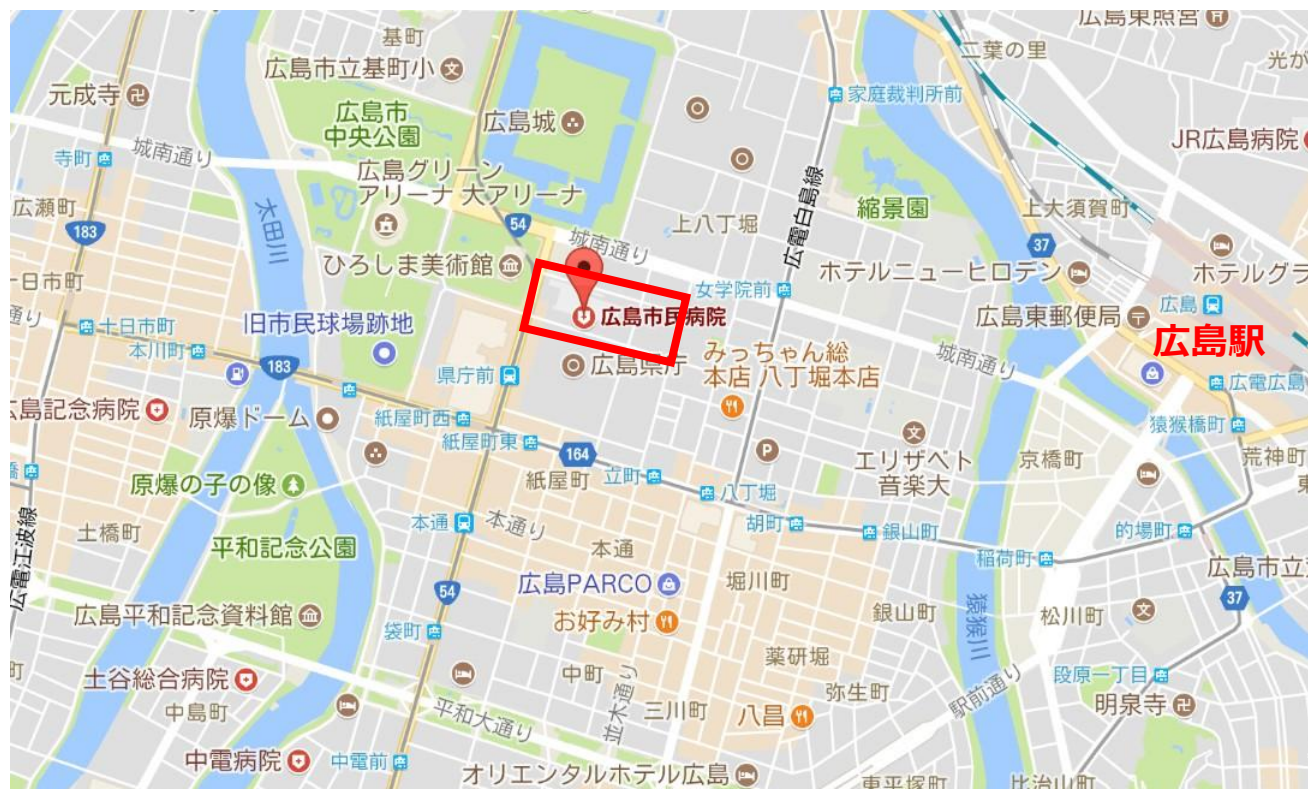 広島東照宮
基町
二葉の里
広島市立基町小
光が
元成寺
家庭裁判所前
広島市
中央公園
広島城
JR広島病院
寺町
城南通り
広島グリーン
アリーナ 大アリーナ
広電白島線
縮景園
上大須賀町
広瀬町
太田川
54
上八丁堀
183
37
城南通り
ひろしま美術館
ホテルニューヒロデン
ホテルグラ
十日市町
女学院前
広島
通り
十日市町
旧市民球場跡地
広島市民病院
広島東郵便局
広島駅
本川町
みっちゃん総
本店 八丁堀本店
城南通り
183
県庁前
広島県庁
広電広島
島記念病院
原爆ドーム
紙屋町西
猿猴橋町
紙屋町東
164
P
エリザベト
音楽大
京橋町
荒神町
橋
原爆の子の像
紙屋町
立町
八丁堀
広電江波線
土橋町
本通
本通り
胡町
銀山町
的場町
平和記念公園
本通
稲荷町
広島市立
広島PARCO
堀川町
54
37
広島平和記念資料館
お好み村
銀山町
猿猴川
松川町
袋町
薬研堀
町
土谷総合病院
中町
段原一丁目
中島町
並木通り
弥生町
駅前通り
平和大通り
三川町
八昌
明泉寺
中電病院
中電前
オリエンタルホテル広島
東平塚町
比治山町